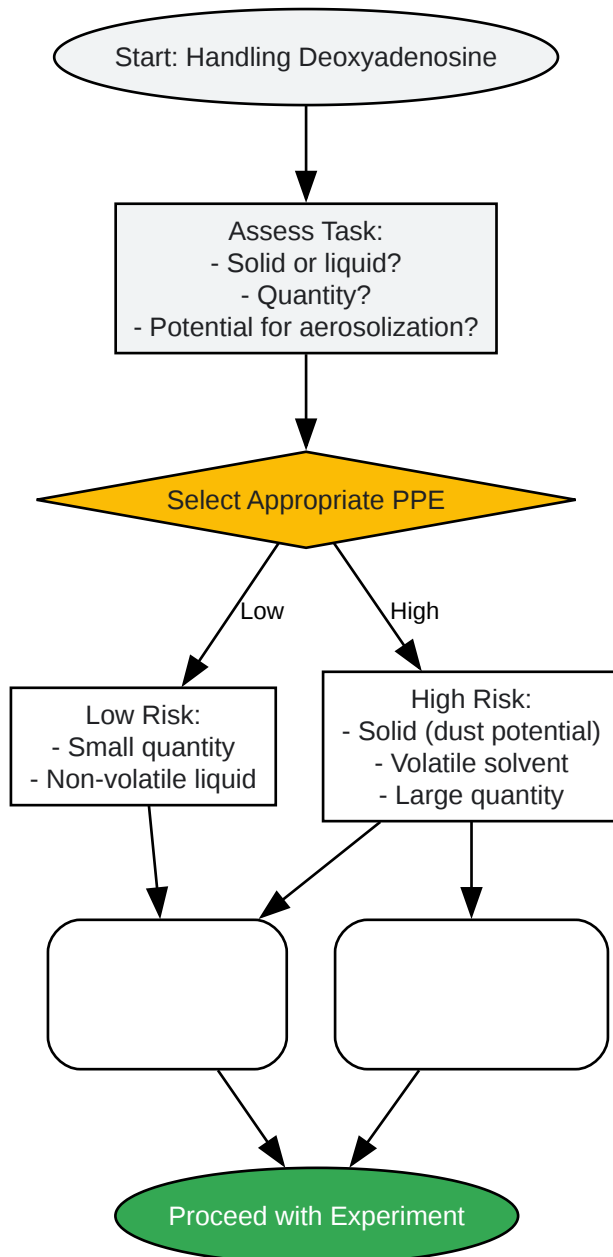 Start: Handling Deoxyadenosine
Assess Task:
- Solid or liquid?
- Quantity?
- Potential for aerosolization?
Select Appropriate PPE
Low
High
Low Risk:
- Small quantity
- Non-volatile liquid
High Risk:
- Solid (dust potential)
- Volatile solvent
- Large quantity
Proceed with Experiment